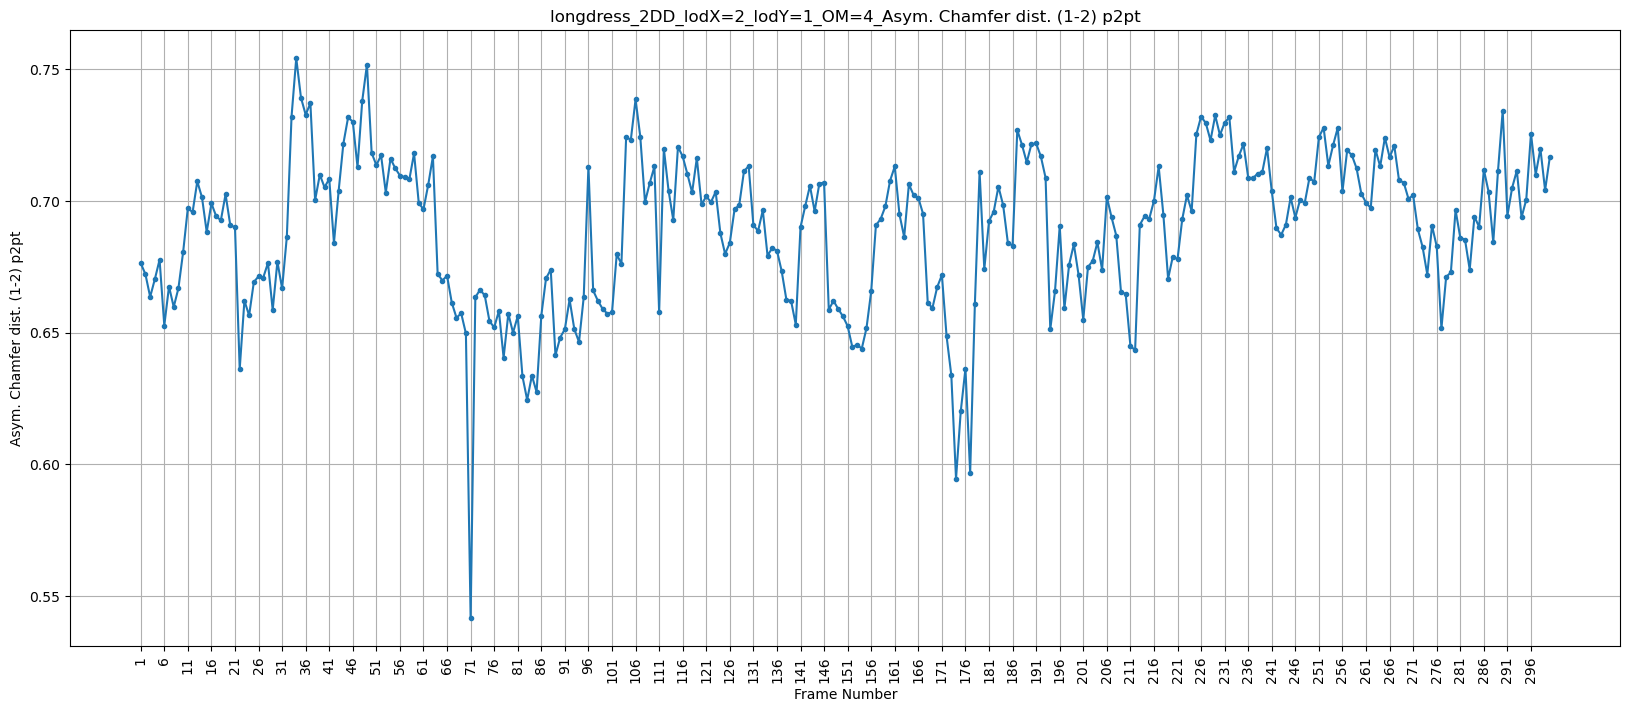 longdress_2DD_lodX=2_lodY=1_OM=4_Asym. Chamfer dist. (1-2) p2pt
Asym. Chamfer dist. (1-2) p2pt
0.75
0.70
0.65
0.60
0.55
1 6 11 16 21 26 31 36 41 46 51 56 61 66 71 76 81 86 91 96 101 106 111 116 121 126 131 136 141 146 151 156 161 166 171 176 181 186 191 196 201 206 211 216 221 226 231 236 241 246 251 256 261 266 271 276 281 286 291 296
Frame Number